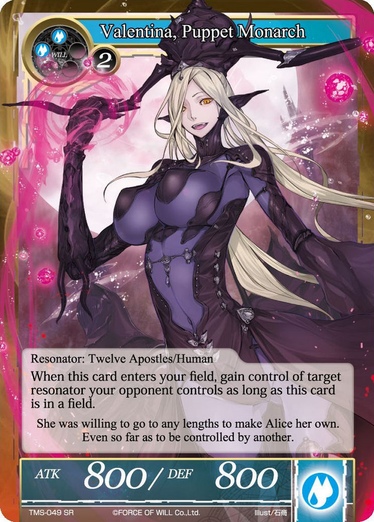 Valentina, Puppet Monarch
WILL
2
Resonator: Twelve Apostles/Human
When this card enters your field, gain control of target
resonator your opponent controls as long as this card
is in a field.
She was willing to go to any lengths to make Alice her own.
Even so far as to be controlled by another.
ATK 800 / DEF 800
TMS-049 SR ©FORCE OF WILL Co.,Ltd. Illust/石商